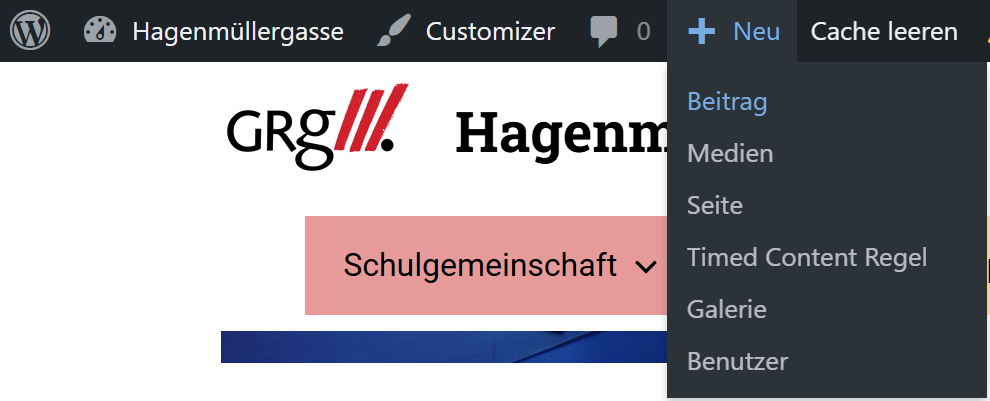 Hagenmüllergasse Customizer 0 Neu Cache leeren
GRg
Hagenm
Beitrag
Medien
Seite
Schulgemeinschaft
Timed Content Regel
Galerie
Benutzer